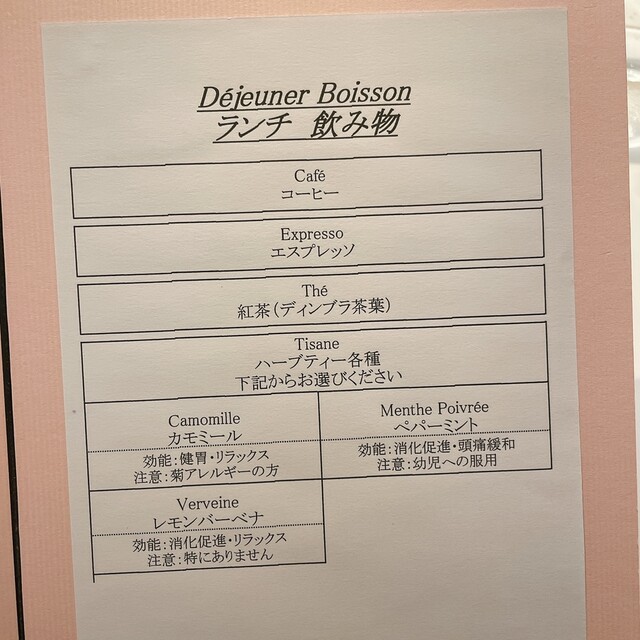 Déjeuner Boisson
ランチ 飲み物
Café
コーヒー
Expresso
エスプレッソ
Thé
紅茶(ディンブラ茶葉)
Tisane
ハーブティー各種
下記からお選びください
Camomille
カモミール
効能:健胃・リラックス
注意:菊アレルギーの方
Menthe Poivrée
ペパーミント
効能:消化促進・頭痛緩和
注意:幼児への服用
Verveine
レモンバーベナ
効能:消化促進・リラックス
注意:特にありません